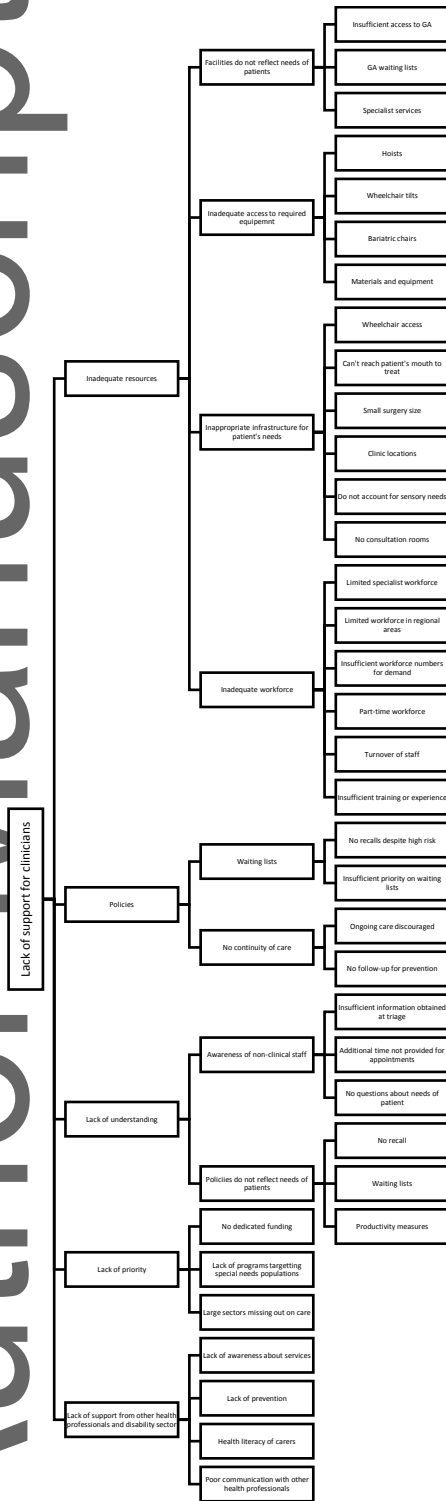 Lack of support for clinicians
Inadequate resources
Facilities do not reflect needs of
patients
Insufficient access to GA
GA waiting lists
Specialist services
Inadequate access to required
equipemnt
Hoists
Wheelchair tilts
Bariatric chairs
Materials and equipment
Inappropriate infrastructure for
patient's needs
Wheelchair access
Can't reach patient's mouth to
treat
Small surgery size
Clinic locations
Do not account for sensory needs
No consultation rooms
Inadequate workforce
Limited specialist workforce
Limited workforce in regional
areas
Insufficient workforce numbers
for demand
Part-time workforce
Turnover of staff
Insufficient training or experience
Policies
Waiting lists
No recalls despite high risk
Insufficient priority on waiting
lists
No continuity of care
Ongoing care discouraged
No follow-up for prevention
Lack of understanding
Awareness of non-clinical staff
Insufficient information obtained
at triage
Additional time not provided for
appointments
No questions about needs of
patient
Policiies do not reflect needs of
patients
No recall
Waiting lists
Productivity measures
Lack of priority
No dedicated funding
Lack of programs targetting
special needs populations
Large sectors missing out on care
Lack of support from other health
professionals and disability sector
Lack of awareness about services
Lack of prevention
Health literacy of carers
Poor communication with other
health professionals